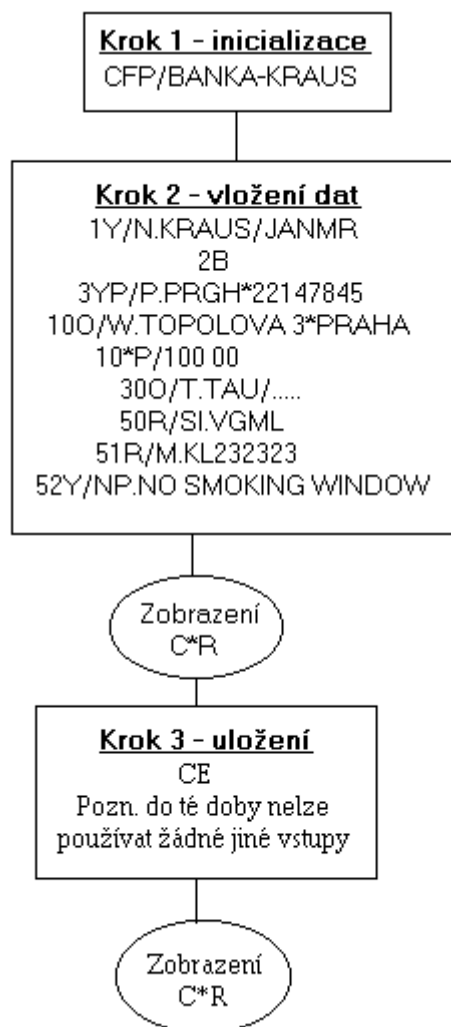 Krok 1 - inicializace
CFP/BANKA-KRAUS
Krok 2 - vložení dat
1Y/N.KRAUS/JANMR
2B
3YP/P.PRGH*22147845
10O/W.TOPOLOVA 3*PRAHA
10*P/100 00
30O/T.TAU/.....
50R/SI.VGML
51R/M.KL232323
52Y/NP.NO SMOKING WINDOW
Zobrazení
C*R
Krok 3 - uložení
CE
Pozn. do té doby nelze
používat žádné jiné vstupy
Zobrazení
C*R